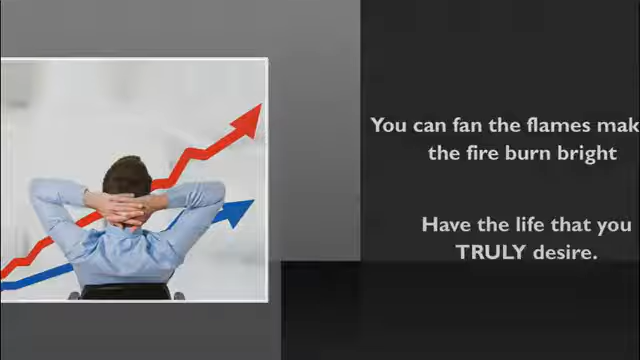 You can fan the flames mak
the fire burn bright
Have the life that you
TRULY desire.